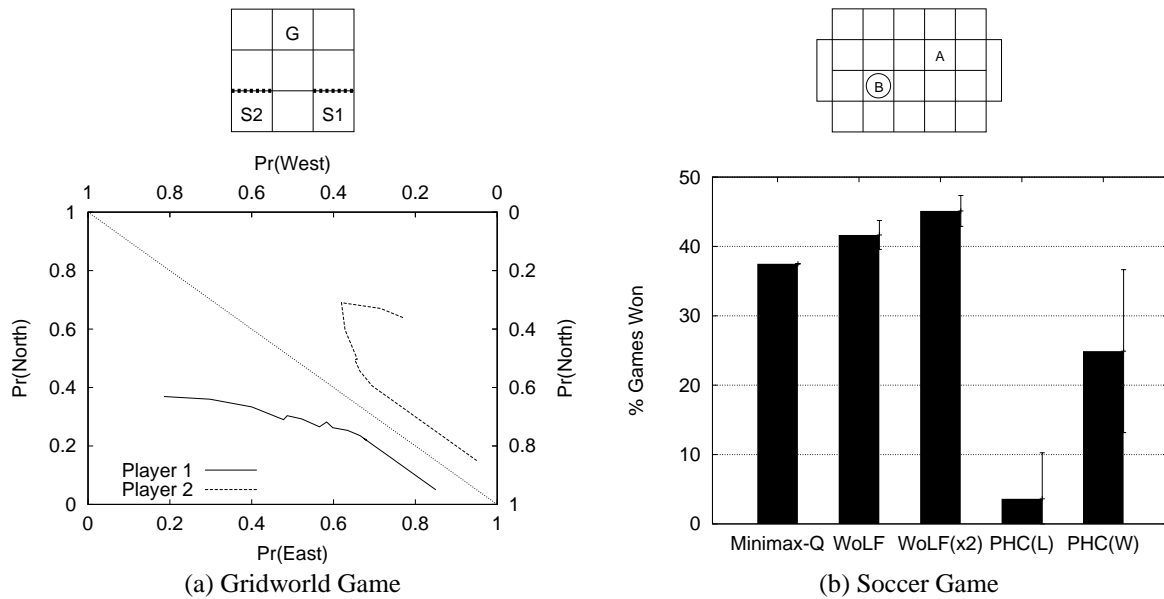 G
S2 S1
Pr(West)
1 0.8 0.6 0.4 0.2 0
1 0
0.8 0.2
0.6 0.4
0.4 0.6
0.2 0.8
0 1
Pr(North)
Pr(North)
Player 1
Player 2
0 0.2 0.4 0.6 0.8 1
Pr(East)
(a) Gridworld Game
A
B
50
40
30
20
10
0
% Games Won
Minimax-Q WoLF WoLF(x2) PHC(L) PHC(W)
(b) Soccer Game